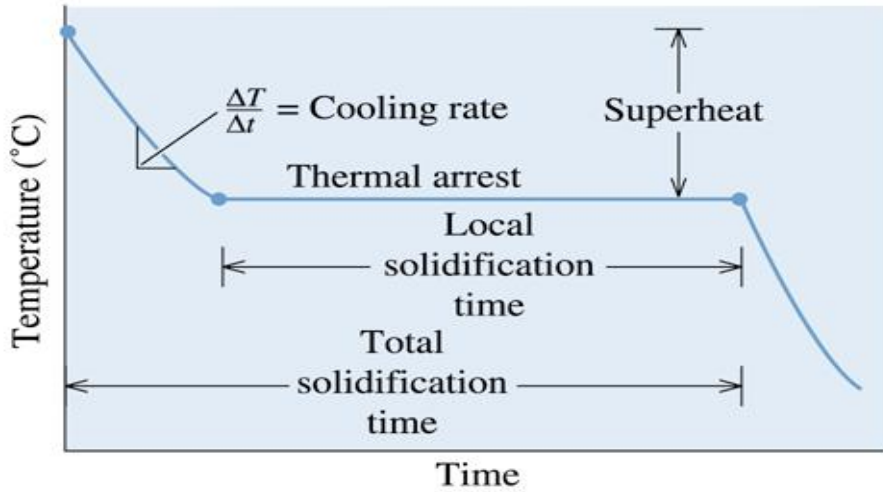 ΔT/Δt = Cooling rate
Superheat
Thermal arrest
Local
solidification
time
Total
solidification
time
Temperature (°C)
Time